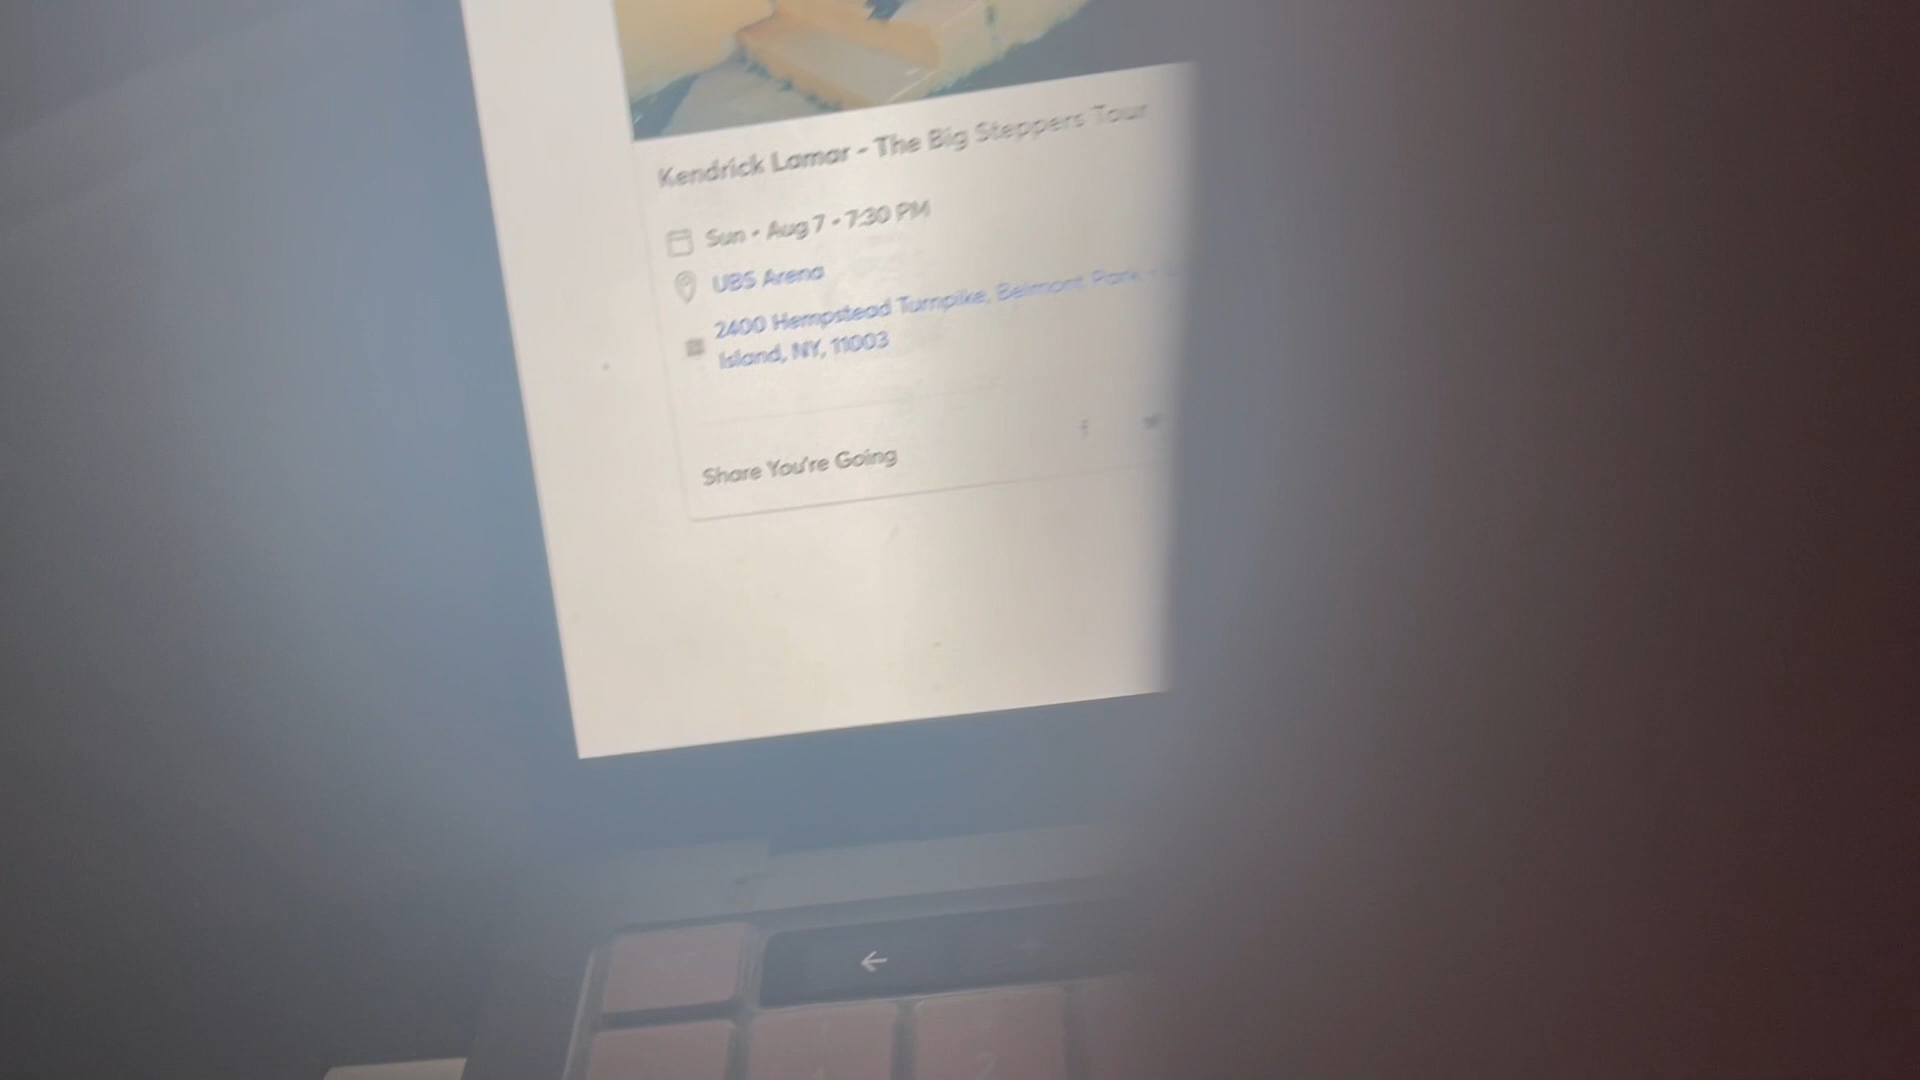 Kendrick Lamar - The Big Steppers Tour
Sun • Aug 7 • 7:30 PM
UBS Arena
2400 Hempstead Turnpike, Belmont Park -
Island, NY, 11003
Share You're Going